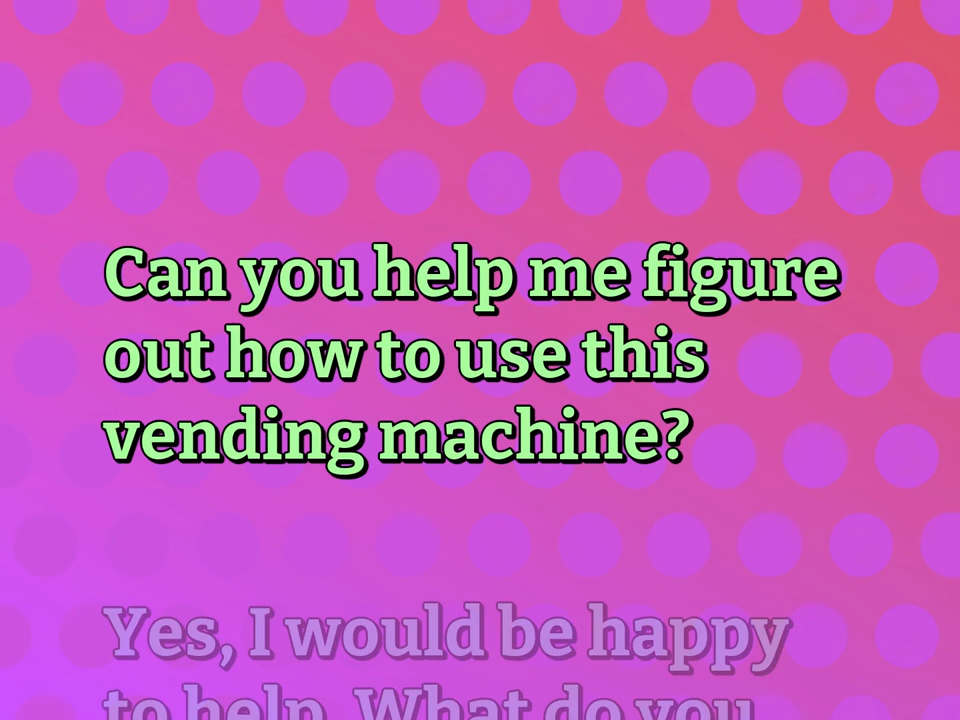 Can you help me figure
out how to use this
vending machine?
Yes, I would be happy
to help. What do you